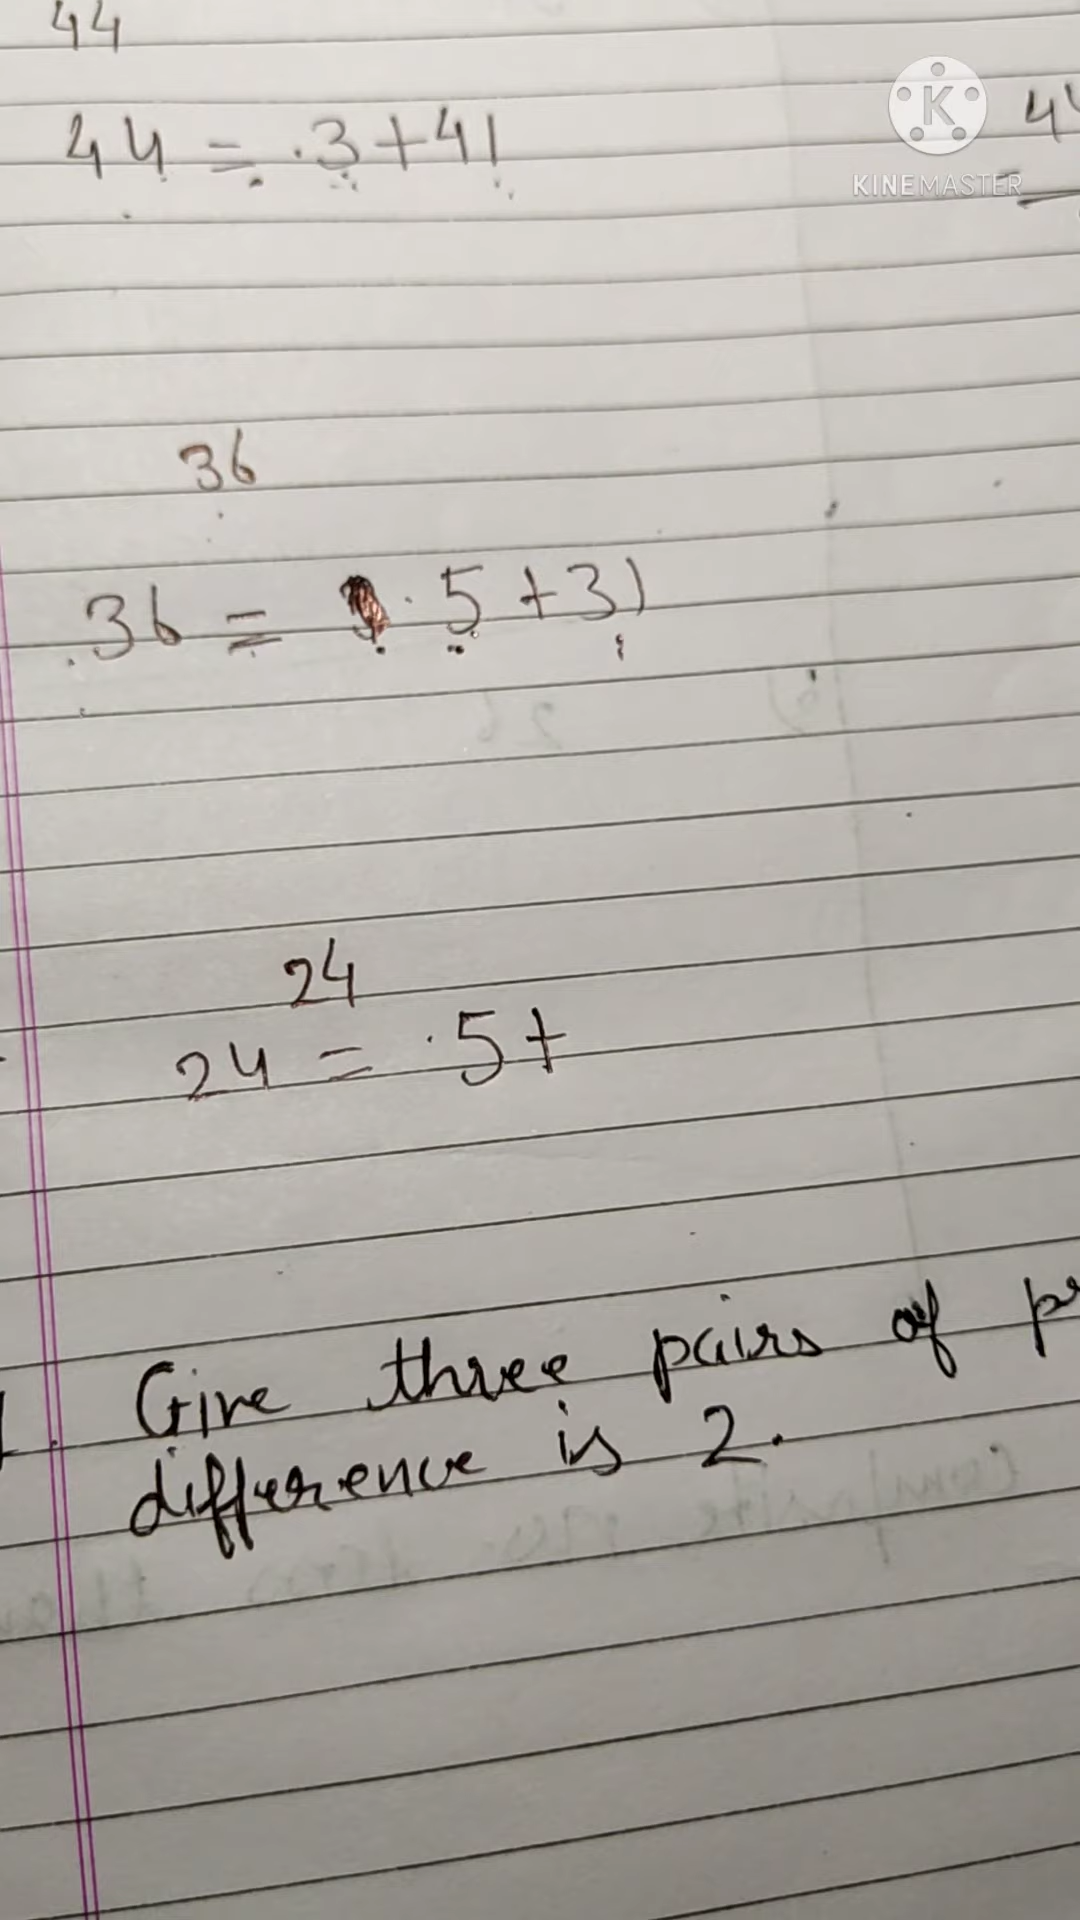 44
44 = .3+41
KINEMASTER
36
36 = 5+31
24
24 = .5+
Give three pairs of
difference is 2.